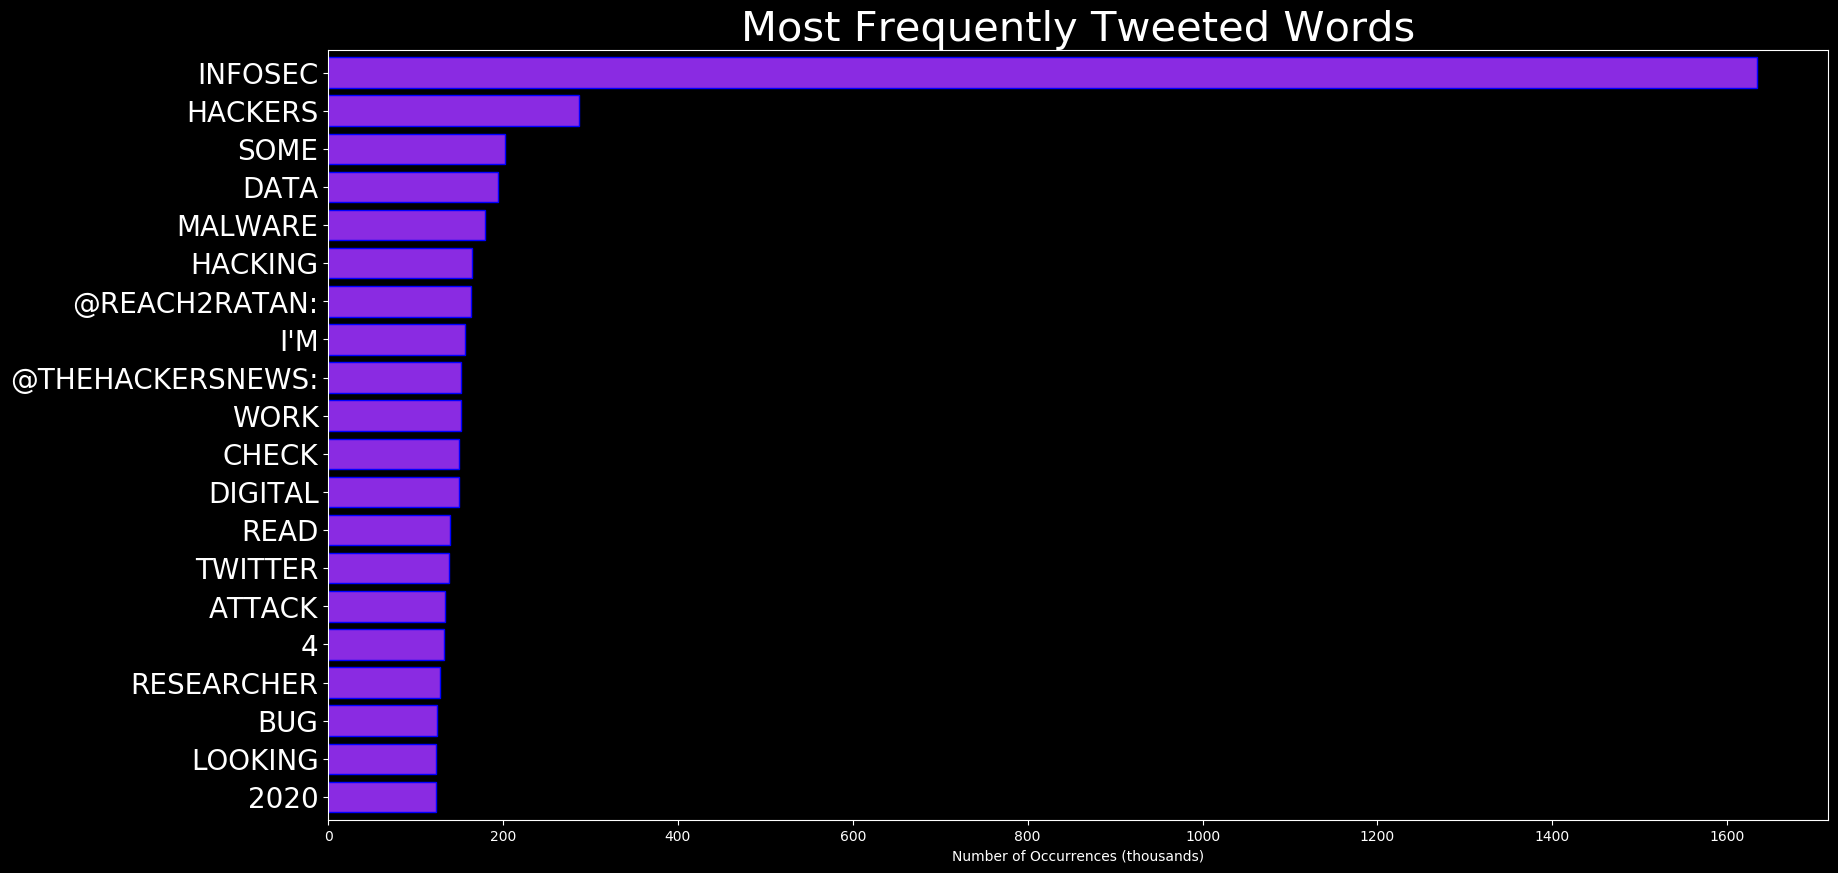 Most Frequently Tweeted Words
INFOSEC
HACKERS
SOME
DATA
MALWARE
HACKING
@REACH2RATAN:
I'M
@THEHACKERSNEWS:
WORK
CHECK
DIGITAL
READ
TWITTER
ATTACK
4
RESEARCHER
BUG
LOOKING
2020
0 200 400 600 800 1000 1200 1400 1600
Number of Occurrences (thousands)